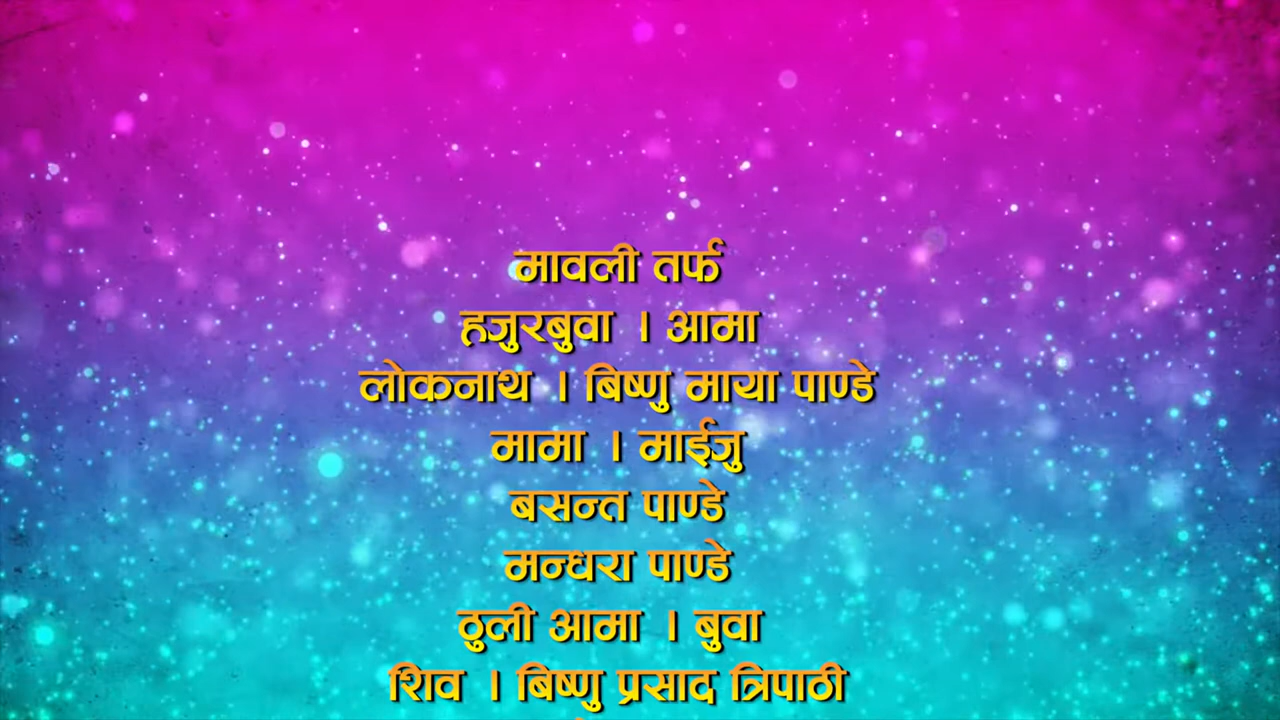 मावली तर्फ
हजुरबुवा । आमा
लोकनाथ । बिष्णु माया पाण्डे
मामा । माईजु
बसन्त पाण्डे
मन्धरा पाण्डे
ठुली आमा । बुवा
शिव । बिष्णु प्रसाद त्रिपाठी